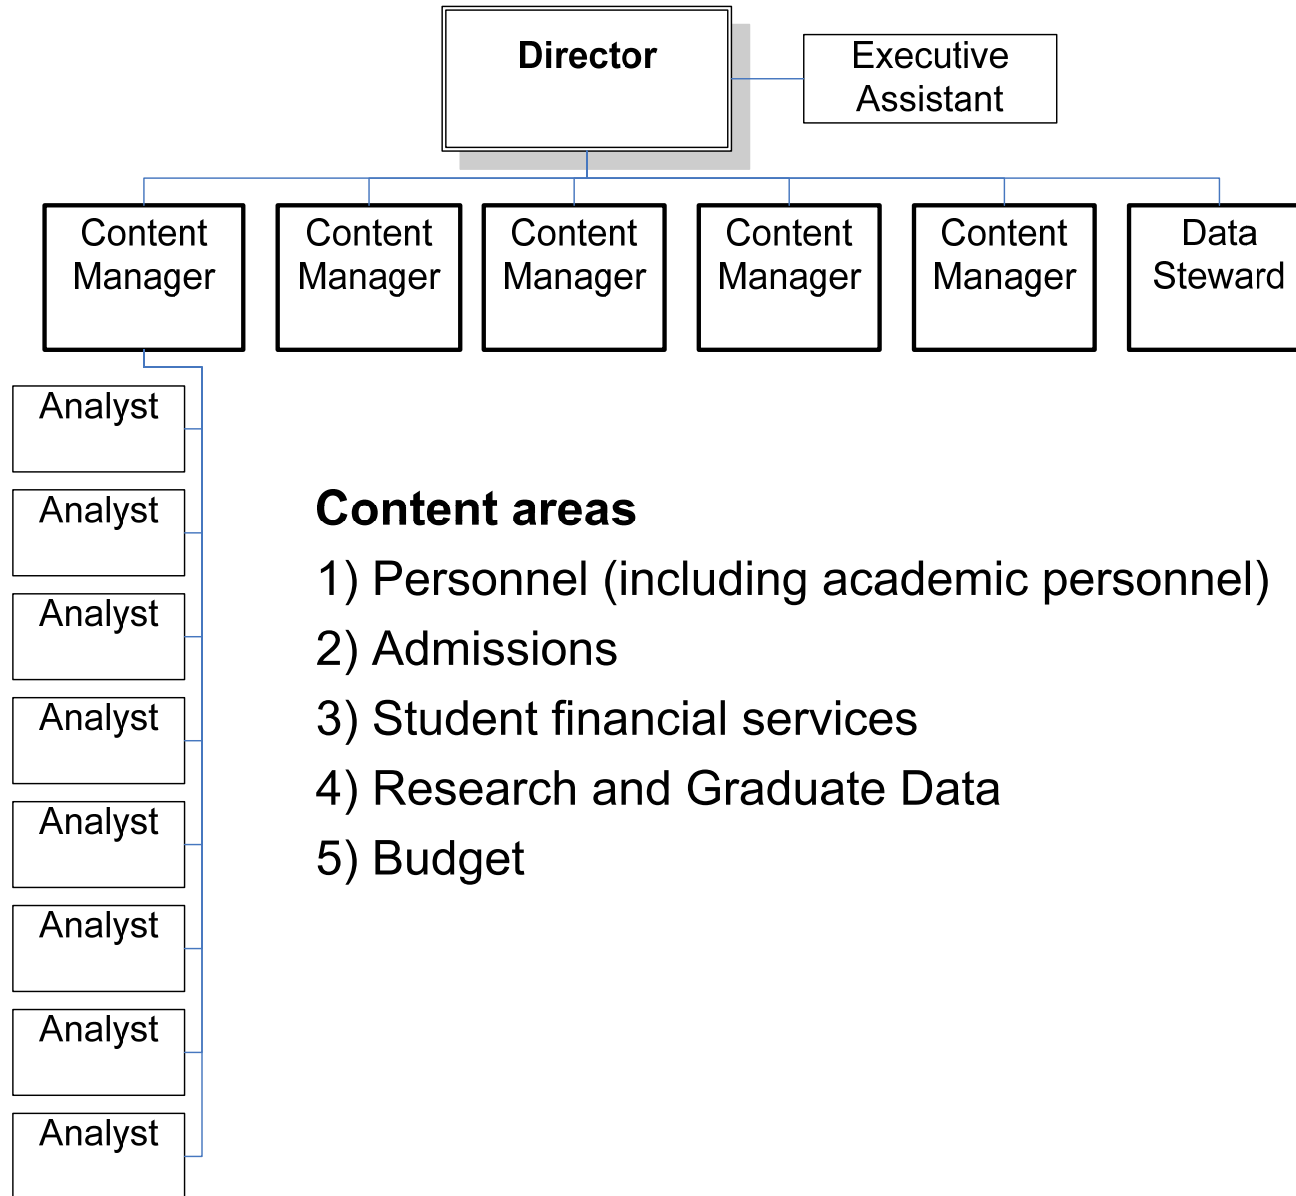 Director
Executive
Assistant
Content
Manager
Content
Manager
Content
Manager
Content
Manager
Content
Manager
Data
Steward
Analyst
Analyst
Analyst
Analyst
Analyst
Analyst
Analyst
Analyst
Content areas
1) Personnel (including academic personnel)
2) Admissions
3) Student financial services
4) Research and Graduate Data
5) Budget